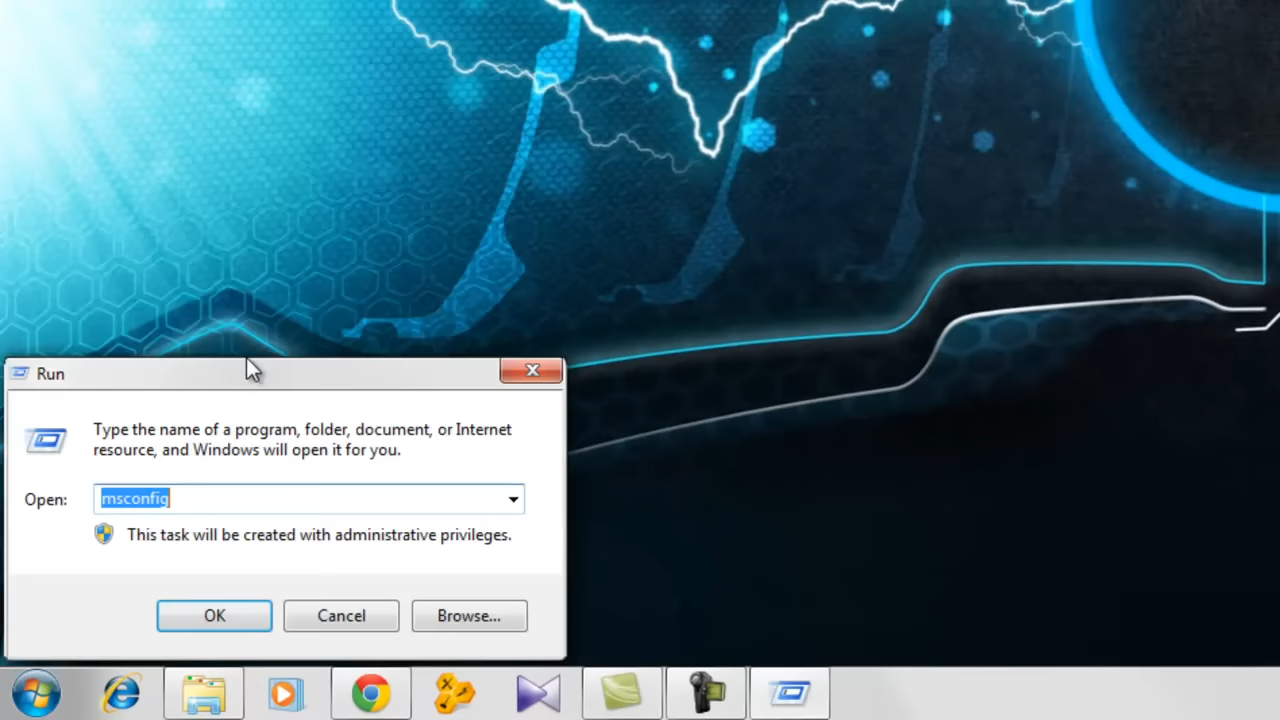 Run
Type the name of a program, folder, document, or Internet
resource, and Windows will open it for you.
Open: msconfig
This task will be created with administrative privileges.
OK Cancel Browse...